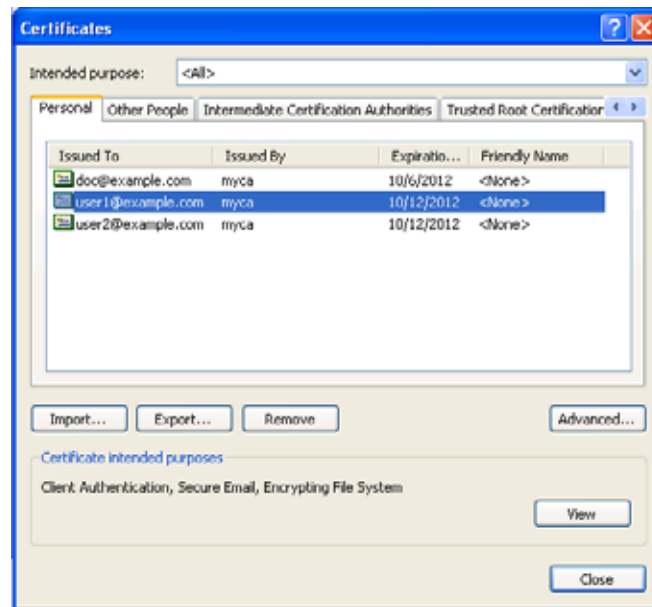 Certificates
Intended purpose: <All>
Personal Other People Intermediate Certification Authorities Trusted Root Certification
Issued To Issued By Expiratio... Friendly Name
doc@example.com myca 10/6/2012 <None>
user1@example.com myca 10/12/2012 <None>
user2@example.com myca 10/12/2012 <None>
Import... Export... Remove Advanced...
Certificate intended purposes
Client Authentication, Secure Email, Encrypting File System
View
Close